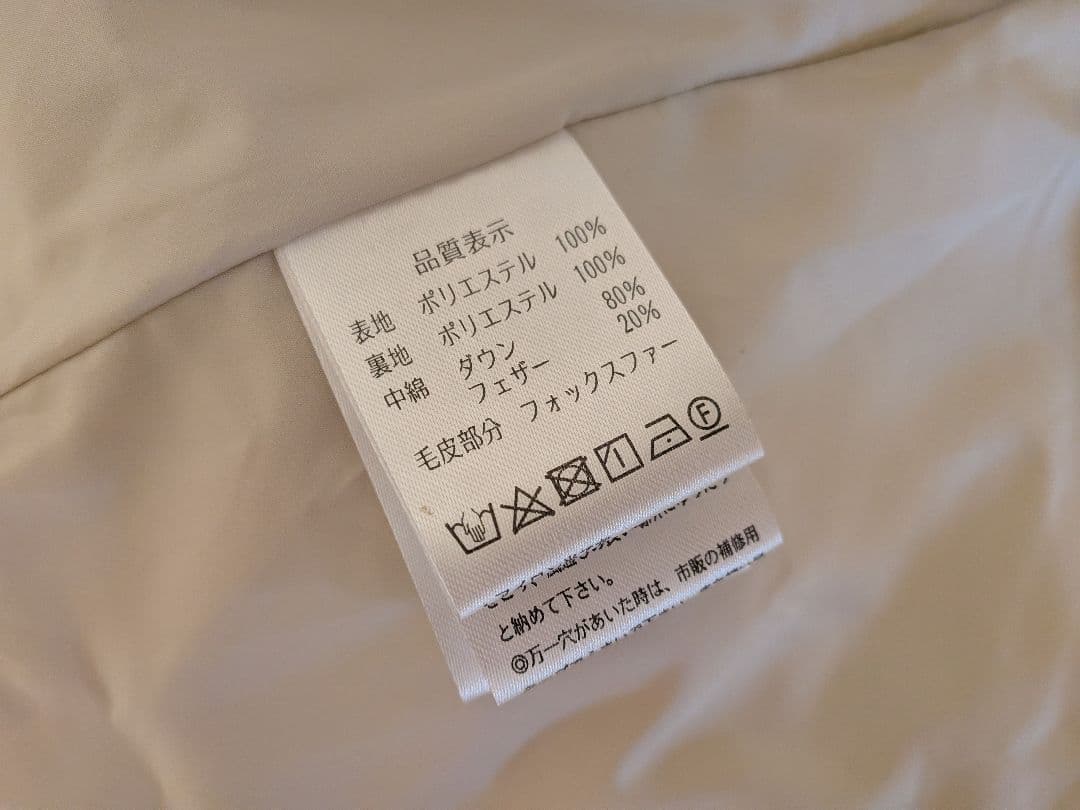 品質表示
表地 ポリエステル 100%
裏地 ポリエステル 100%
中綿 ダウン 80%
フェザー 20%
毛皮部分 フォックスファー
F
と納めて下さい。
◎万一穴があいた時は、市販の補修用